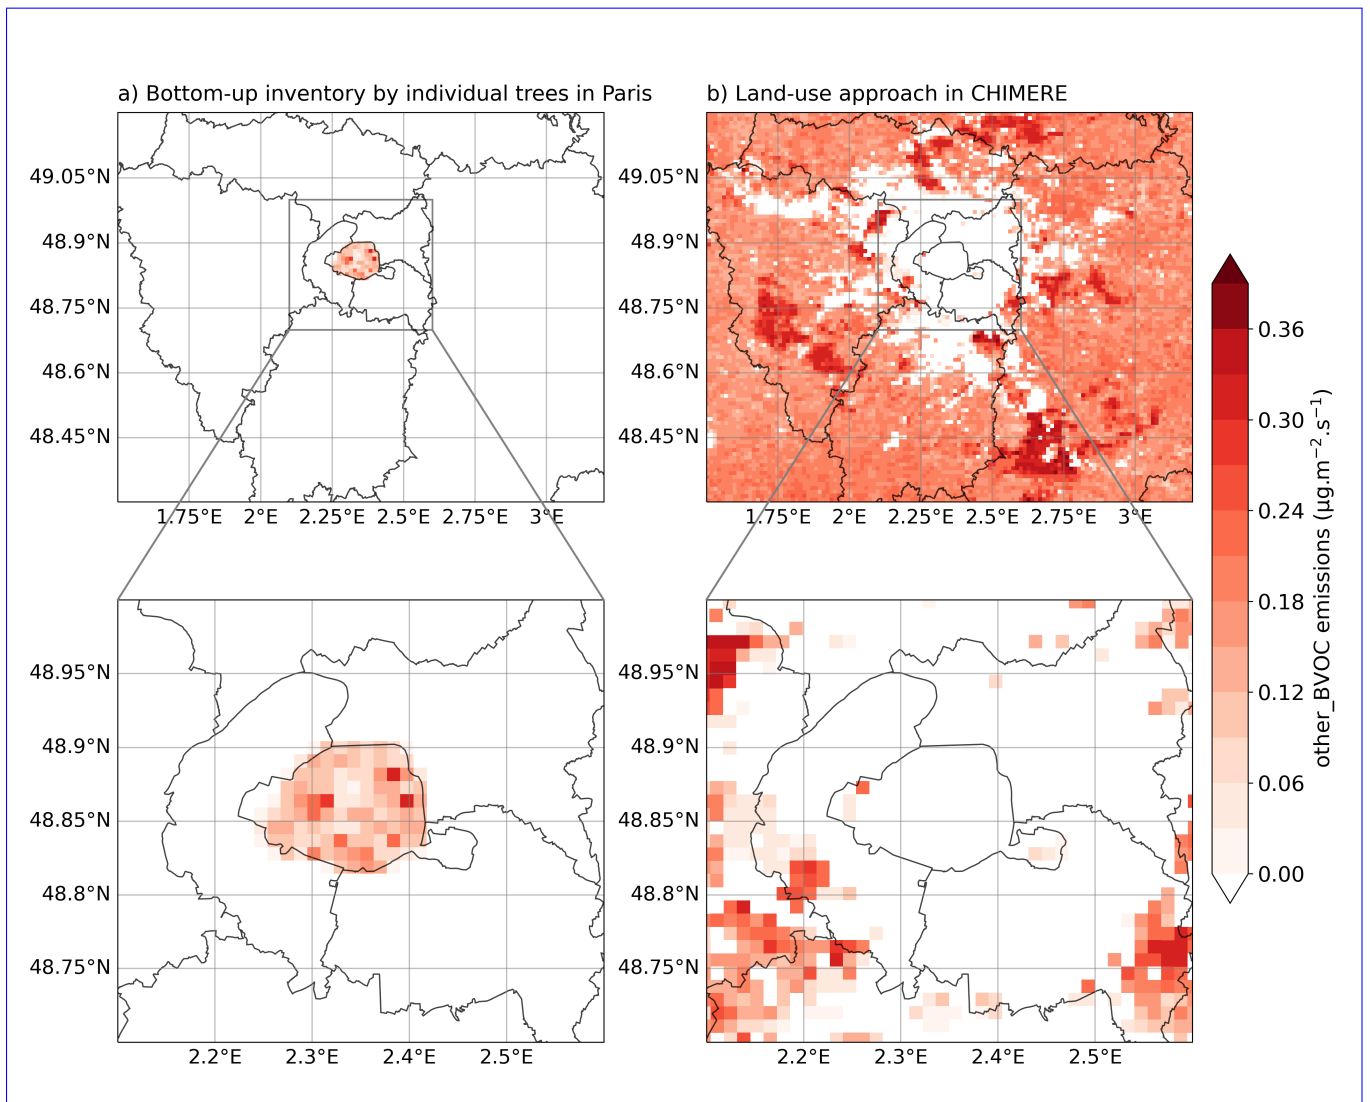 a) Bottom-up inventory by individual trees in Paris
b) Land-use approach in CHIMERE
49.05°N
48.9°N
48.75°N
48.6°N
48.45°N
1.75°E 2°E 2.25°E 2.5°E 2.75°E 3°E
49.05°N
48.9°N
48.75°N
48.6°N
48.45°N
1.75°E 2°E 2.25°E 2.5°E 2.75°E 3°E
48.95°N
48.9°N
48.85°N
48.8°N
48.75°N
2.2°E 2.3°E 2.4°E 2.5°E
48.95°N
48.9°N
48.85°N
48.8°N
48.75°N
2.2°E 2.3°E 2.4°E 2.5°E
0.36
0.30
0.24
0.18
0.12
0.06
0.00
other_BVOC emissions (µg.m⁻².s⁻¹)